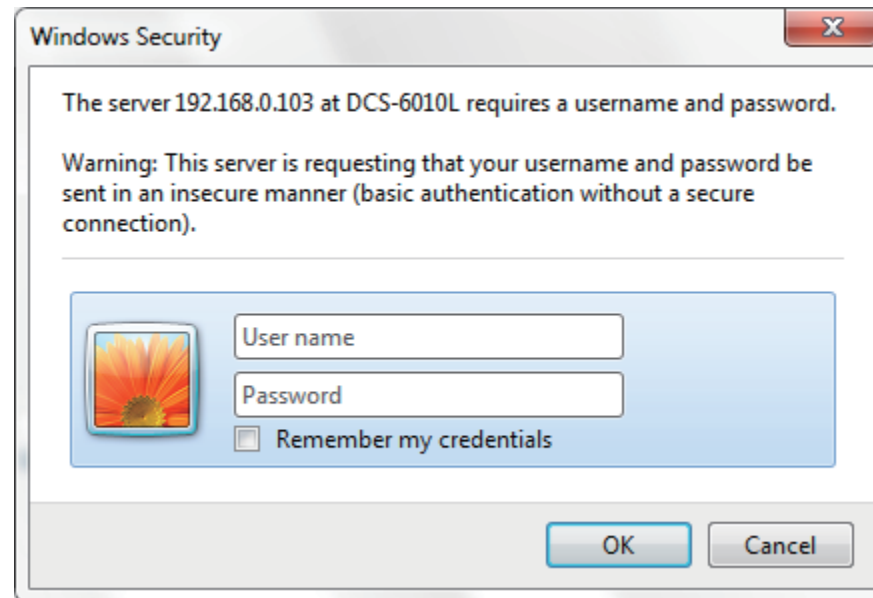 Windows Security
The server 192.168.0.103 at DCS-6010L requires a username and password.
Warning: This server is requesting that your username and password be
sent in an insecure manner (basic authentication without a secure
connection).
User name
Password
Remember my credentials
OK
Cancel